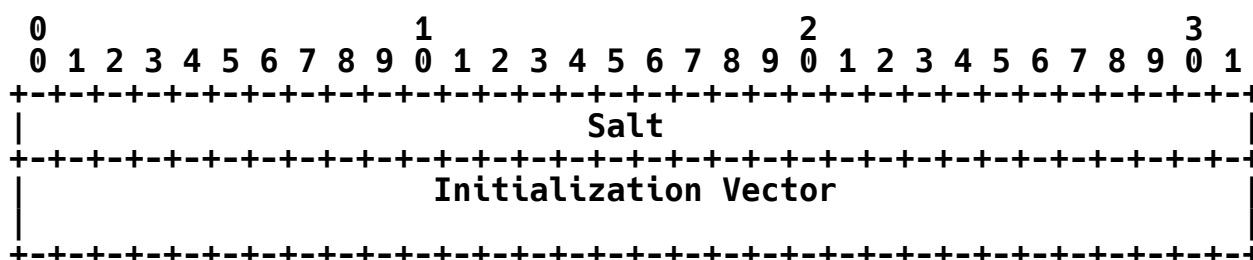 0                   1                   2                   3
 0 1 2 3 4 5 6 7 8 9 0 1 2 3 4 5 6 7 8 9 0 1 2 3 4 5 6 7 8 9 0 1
+-+-+-+-+-+-+-+-+-+-+-+-+-+-+-+-+-+-+-+-+-+-+-+-+-+-+-+-+-+-+-+-+
|                             Salt                              |
+-+-+-+-+-+-+-+-+-+-+-+-+-+-+-+-+-+-+-+-+-+-+-+-+-+-+-+-+-+-+-+-+
|                     Initialization Vector                     |
|                                                               |
+-+-+-+-+-+-+-+-+-+-+-+-+-+-+-+-+-+-+-+-+-+-+-+-+-+-+-+-+-+-+-+-+